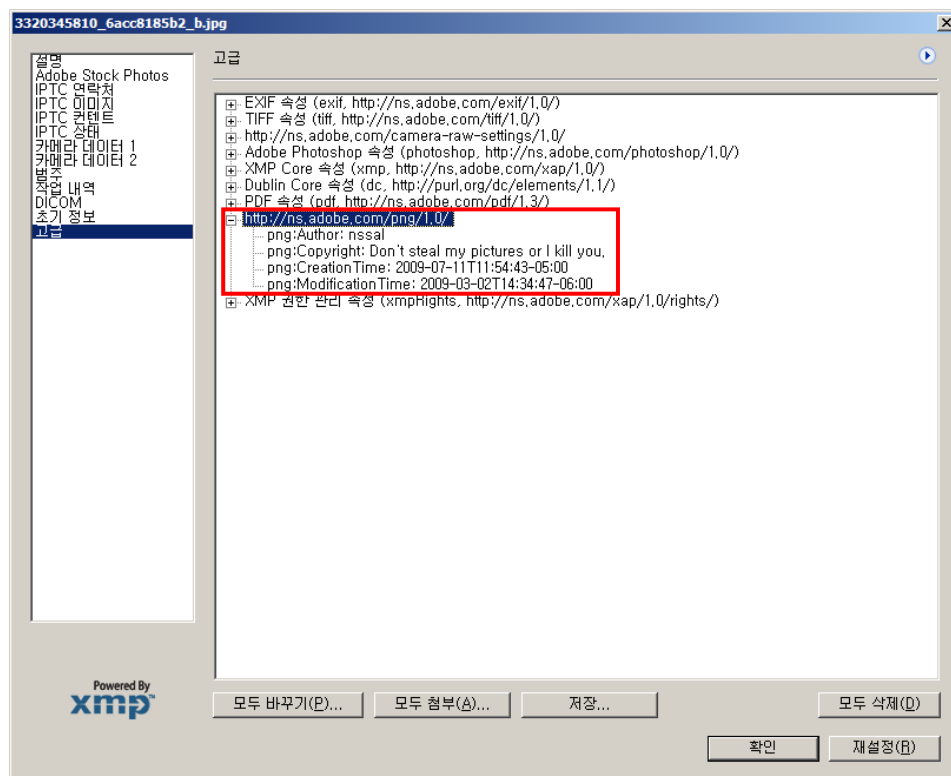 3320345810_6acc8185b2_b.jpg
설명
Adobe Stock Photos
IPTC 연락처
IPTC 이미지
IPTC 컨텐트
IPTC 상태
카메라 데이터 1
카메라 데이터 2
범주
작업 내역
DICOM
초기 정보
고급
고급
EXIF 속성 (exif, http://ns.adobe.com/exif/1.0/)
TIFF 속성 (tiff, http://ns.adobe.com/tiff/1.0/)
http://ns.adobe.com/camera-raw-settings/1.0/
Adobe Photoshop 속성 (photoshop, http://ns.adobe.com/photoshop/1.0/)
XMP Core 속성 (xmp, http://ns.adobe.com/xap/1.0/)
Dublin Core 속성 (dc, http://purl.org/dc/elements/1.1/)
PDF 속성 (pdf, http://ns.adobe.com/pdf/1.3/)
http://ns.adobe.com/png/1.0/
png:Author: nssal
png:Copyright: Don't steal my pictures or I kill you.
png:CreationTime: 2009-07-11T11:54:43-05:00
png:ModificationTime: 2009-03-02T14:34:47-06:00
XMP 권한 관리 속성 (xmpRights, http://ns.adobe.com/xap/1.0/rights/)
Powered By
xmp™
모두 바꾸기(P)...
모두 첨부(A)...
저장...
모두 삭제(D)
확인
재설정(R)